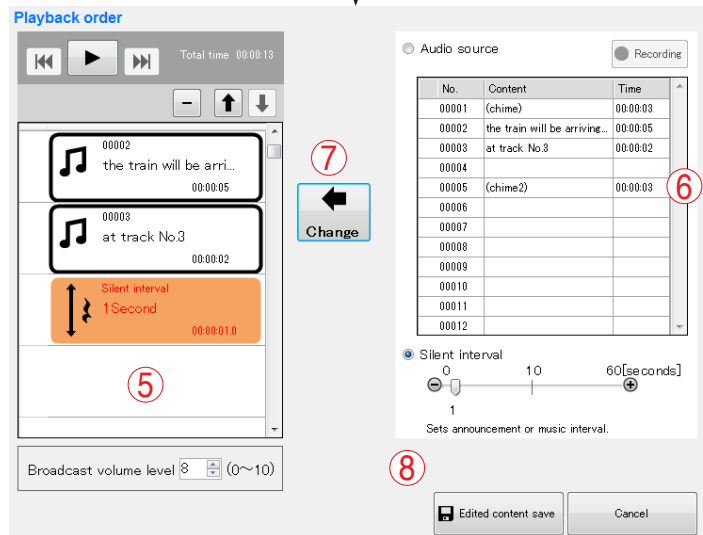 Playback order
Total time 00:00:13
−
00002
the train will be arri...
00:00:05
00003
at track No.3
00:00:02
Silent interval
1 Second
00:00:01.0
⑤
Broadcast volume level 8 (0~10)
⑦
Change
Audio source
Recording
No. Content Time
00001 (chime) 00:00:03
00002 the train will be arriving... 00:00:05
00003 at track No.3 00:00:02
00004
00005 (chime2) 00:00:03
⑥
00006
00007
00008
00009
00010
00011
00012
Silent interval
0 10 60[seconds]
1
Sets announcement or music interval.
⑧
Edited content save
Cancel